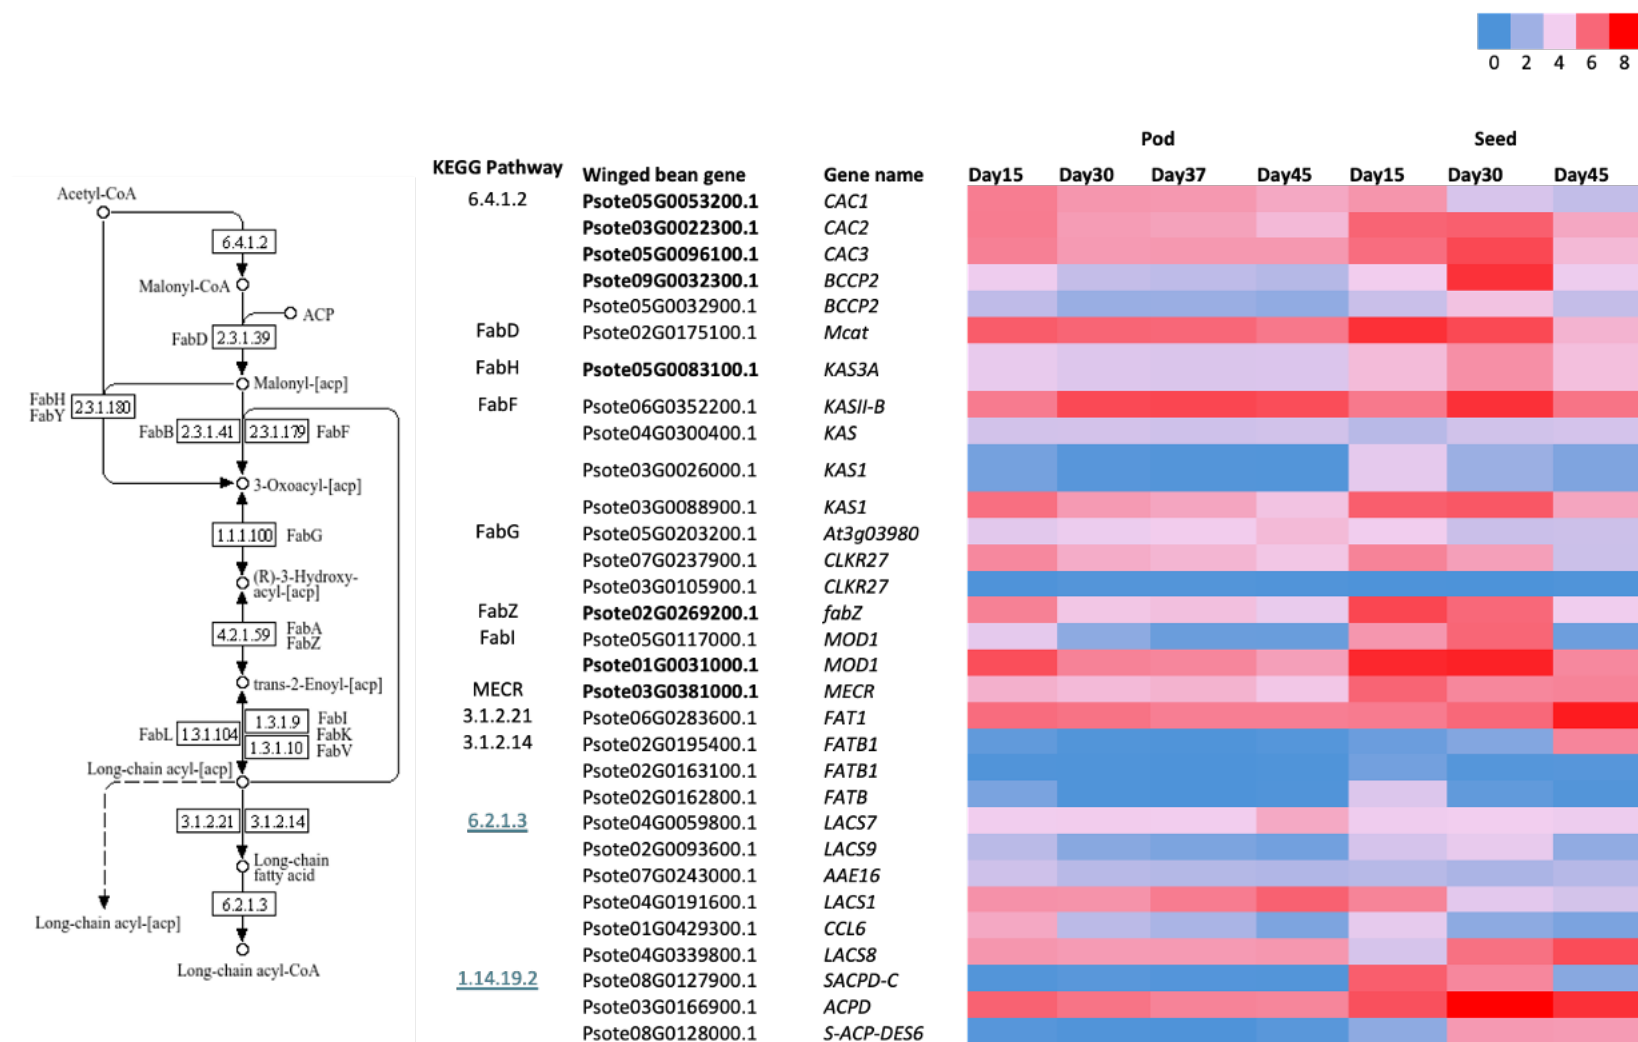 0 2 4 6 8
Pod Seed
KEGG Pathway Winged bean gene Gene name Day15 Day30 Day37 Day45 Day15 Day30 Day45
6.4.1.2 Psote05G0053200.1 CAC1
Psote03G0022300.1 CAC2
Psote05G0096100.1 CAC3
Psote09G0032300.1 BCCP2
Psote05G0032900.1 BCCP2
FabD Psote02G0175100.1 Mcat
FabH Psote05G0083100.1 KAS3A
FabF Psote06G0352200.1 KASII-B
Psote04G0300400.1 KAS
Psote03G0026000.1 KAS1
Psote03G0088900.1 KAS1
FabG Psote05G0203200.1 At3g03980
Psote07G0237900.1 CLKR27
Psote03G0105900.1 CLKR27
FabZ Psote02G0269200.1 fabZ
FabI Psote05G0117000.1 MOD1
Psote01G0031000.1 MOD1
MECR Psote03G0381000.1 MECR
3.1.2.21 Psote06G0283600.1 FAT1
3.1.2.14 Psote02G0195400.1 FATB1
Psote02G0163100.1 FATB1
Psote02G0162800.1 FATB
6.2.1.3 Psote04G0059800.1 LACS7
Psote02G0093600.1 LACS9
Psote07G0243000.1 AAE16
Psote04G0191600.1 LACS1
Psote01G0429300.1 CCL6
Psote04G0339800.1 LACS8
1.14.19.2 Psote08G0127900.1 SACPD-C
Psote03G0166900.1 ACPD
Psote08G0128000.1 S-ACP-DES6
Acetyl-CoA
6.4.1.2
Malonyl-CoA
ACP
FabD 2.3.1.39
Malonyl-[acp]
FabH
FabY
2.3.1.180
FabB 2.3.1.41 2.3.1.179 FabF
3-Oxoacyl-[acp]
1.1.1.100 FabG
(R)-3-Hydroxy-
acyl-[acp]
4.2.1.59 FabA
FabZ
trans-2-Enoyl-[acp]
FabL 1.3.1.104 1.3.1.9 FabI
FabK
1.3.1.10 FabV
Long-chain acyl-[acp]
3.1.2.21 3.1.2.14
Long-chain
fatty acid
6.2.1.3
Long-chain acyl-[acp]
Long-chain acyl-CoA